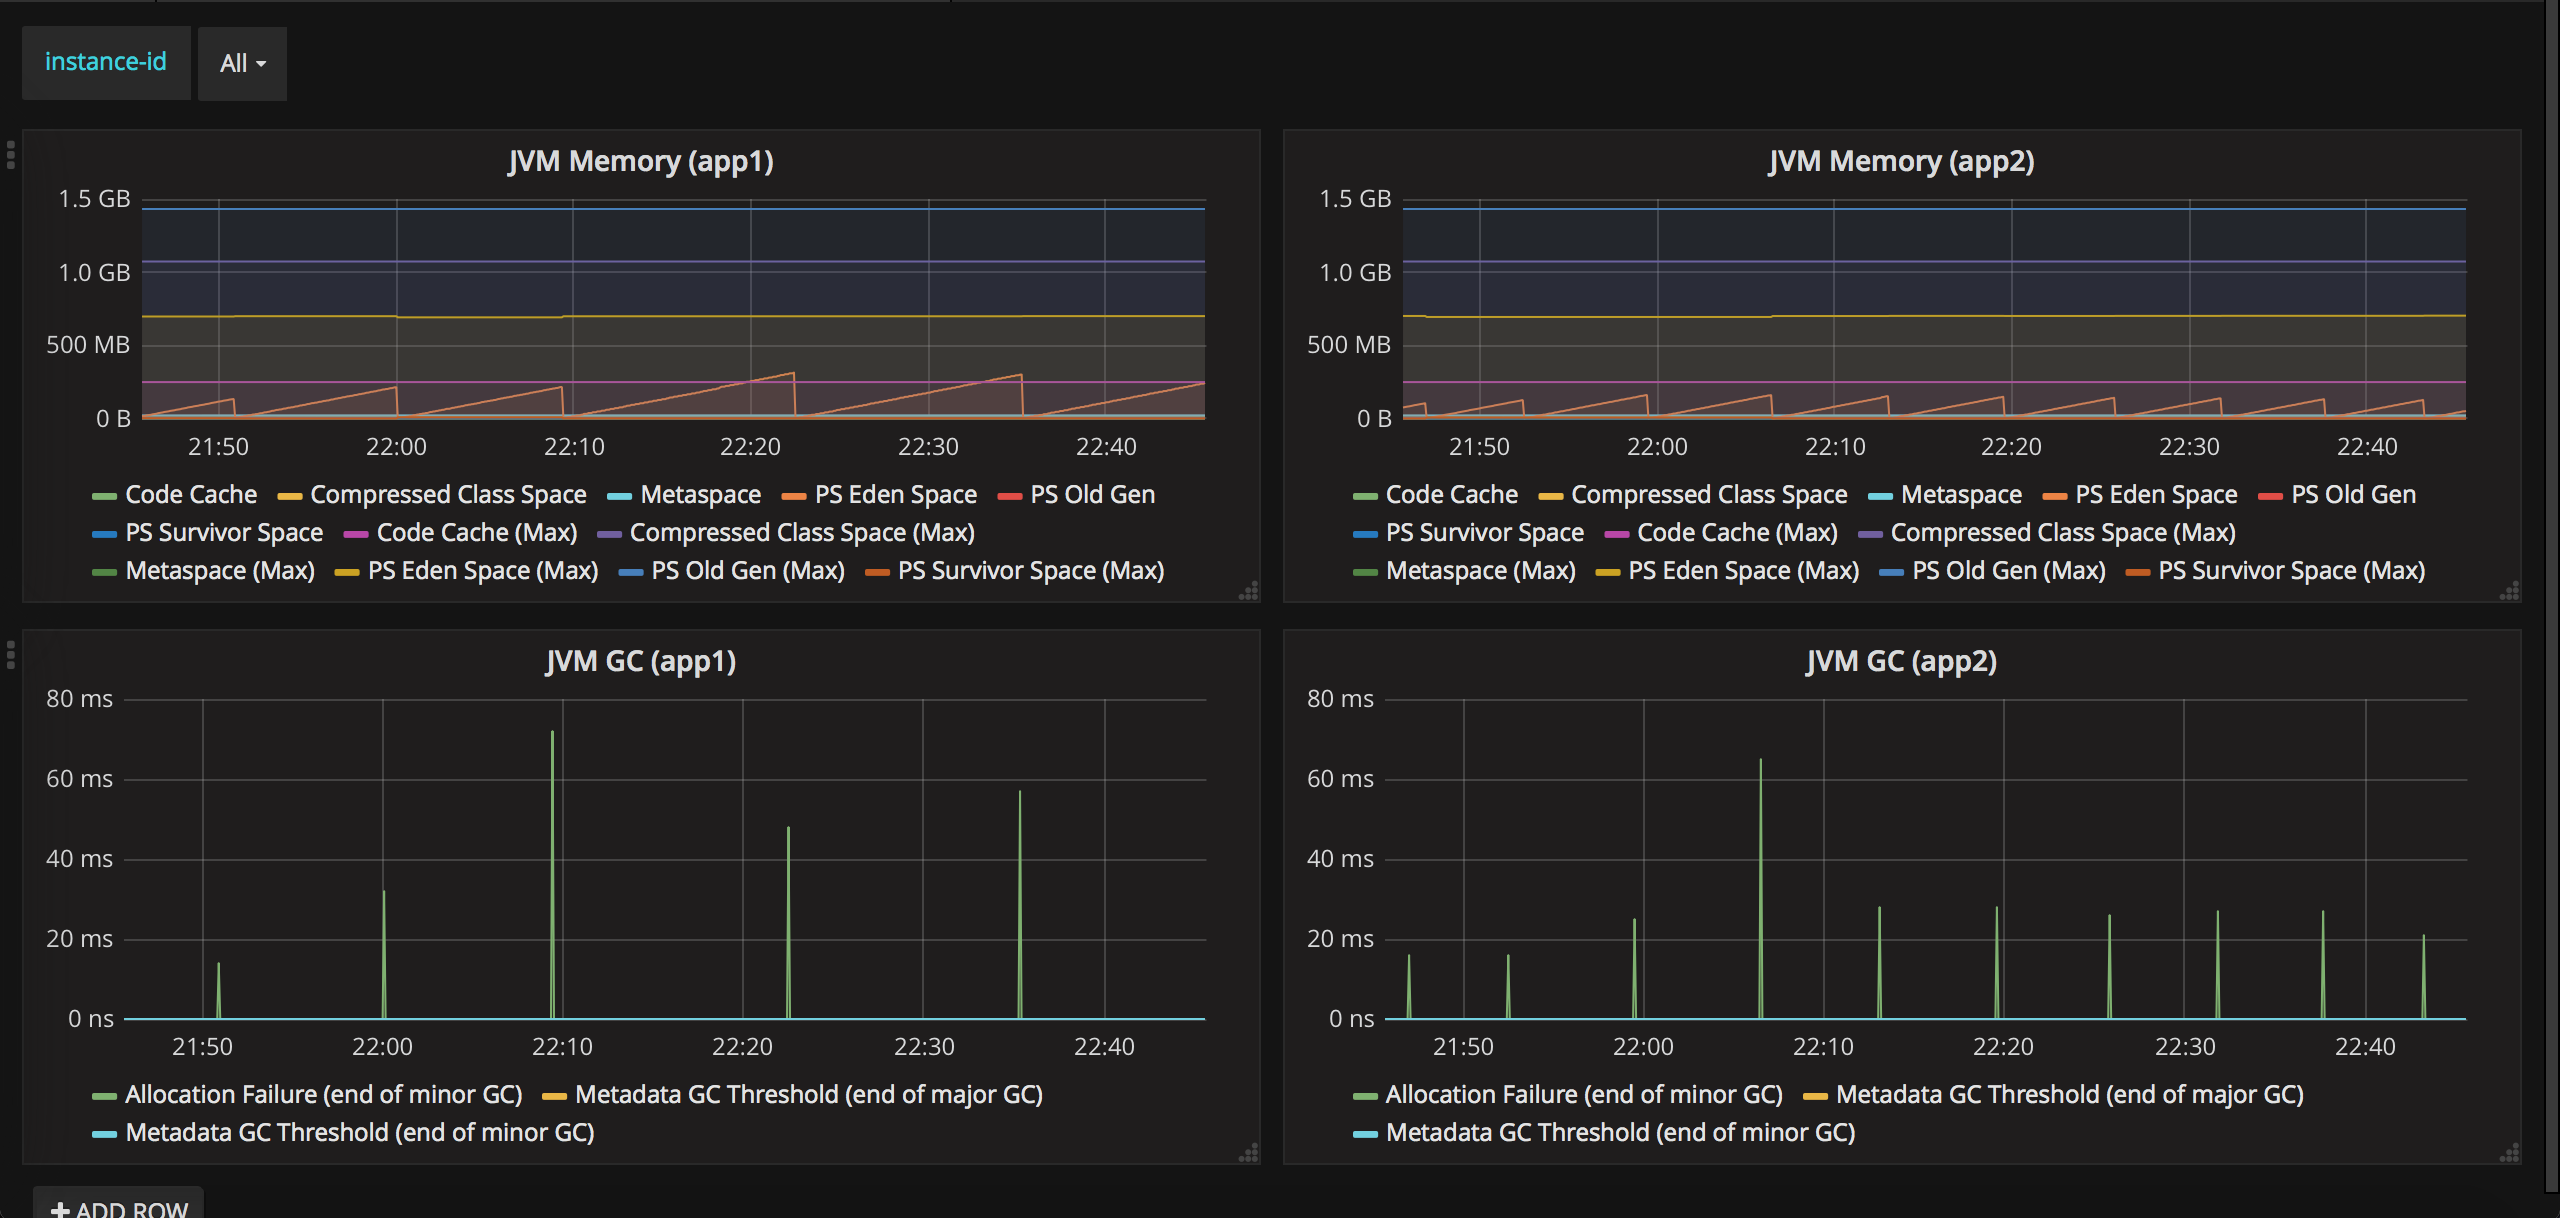 instance-id All
JVM Memory (app1)
1.5 GB
1.0 GB
500 MB
0 B
21:50 22:00 22:10 22:20 22:30 22:40
Code Cache Compressed Class Space Metaspace PS Eden Space PS Old Gen
PS Survivor Space Code Cache (Max) Compressed Class Space (Max)
Metaspace (Max) PS Eden Space (Max) PS Old Gen (Max) PS Survivor Space (Max)
JVM Memory (app2)
1.5 GB
1.0 GB
500 MB
0 B
21:50 22:00 22:10 22:20 22:30 22:40
Code Cache Compressed Class Space Metaspace PS Eden Space PS Old Gen
PS Survivor Space Code Cache (Max) Compressed Class Space (Max)
Metaspace (Max) PS Eden Space (Max) PS Old Gen (Max) PS Survivor Space (Max)
JVM GC (app1)
80 ms
60 ms
40 ms
20 ms
0 ns
21:50 22:00 22:10 22:20 22:30 22:40
Allocation Failure (end of minor GC) Metadata GC Threshold (end of major GC)
Metadata GC Threshold (end of minor GC)
JVM GC (app2)
80 ms
60 ms
40 ms
20 ms
0 ns
21:50 22:00 22:10 22:20 22:30 22:40
Allocation Failure (end of minor GC) Metadata GC Threshold (end of major GC)
Metadata GC Threshold (end of minor GC)
+ ADD ROW